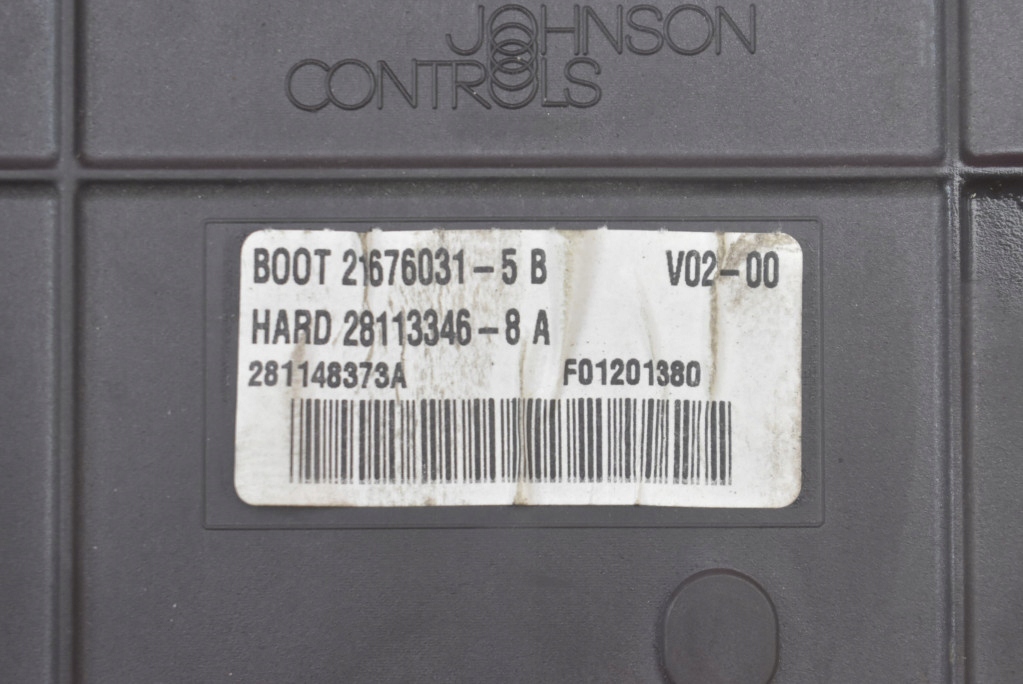 JOHNSON
CONTROLS
BOOT 21676031-5 B V02-00
HARD 28113346-8 A
281148373A F01201380